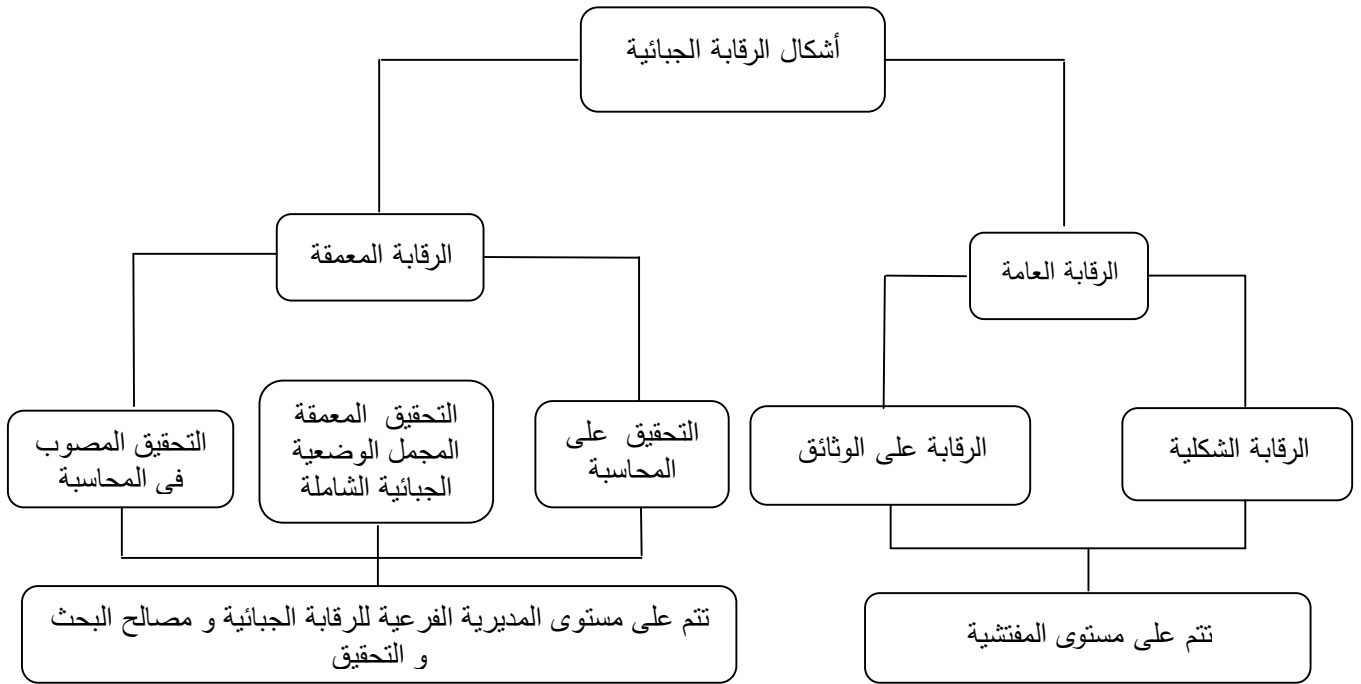 أشكال الرقابة الجبائية
الرقابة العامة
الرقابة المعمقة
الرقابة الشكلية
الرقابة على الوثائق
التحقيق على
المحاسبة
التحقيق المعمقة
المجمل الوضعية
الجبائية الشاملة
التحقيق المصوب
في المحاسبة
تتم على مستوى المفتشية
تتم على مستوى المديرية الفرعية للرقابة الجبائية و مصالح البحث
و التحقيق